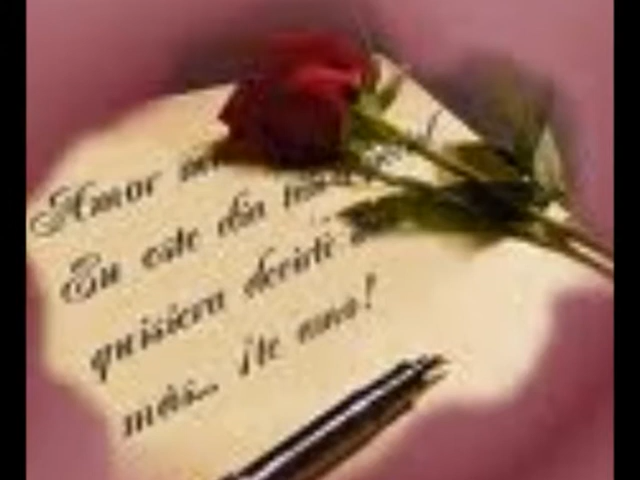 Amor
En este día
quisiera decirte
más... ¡te amo!